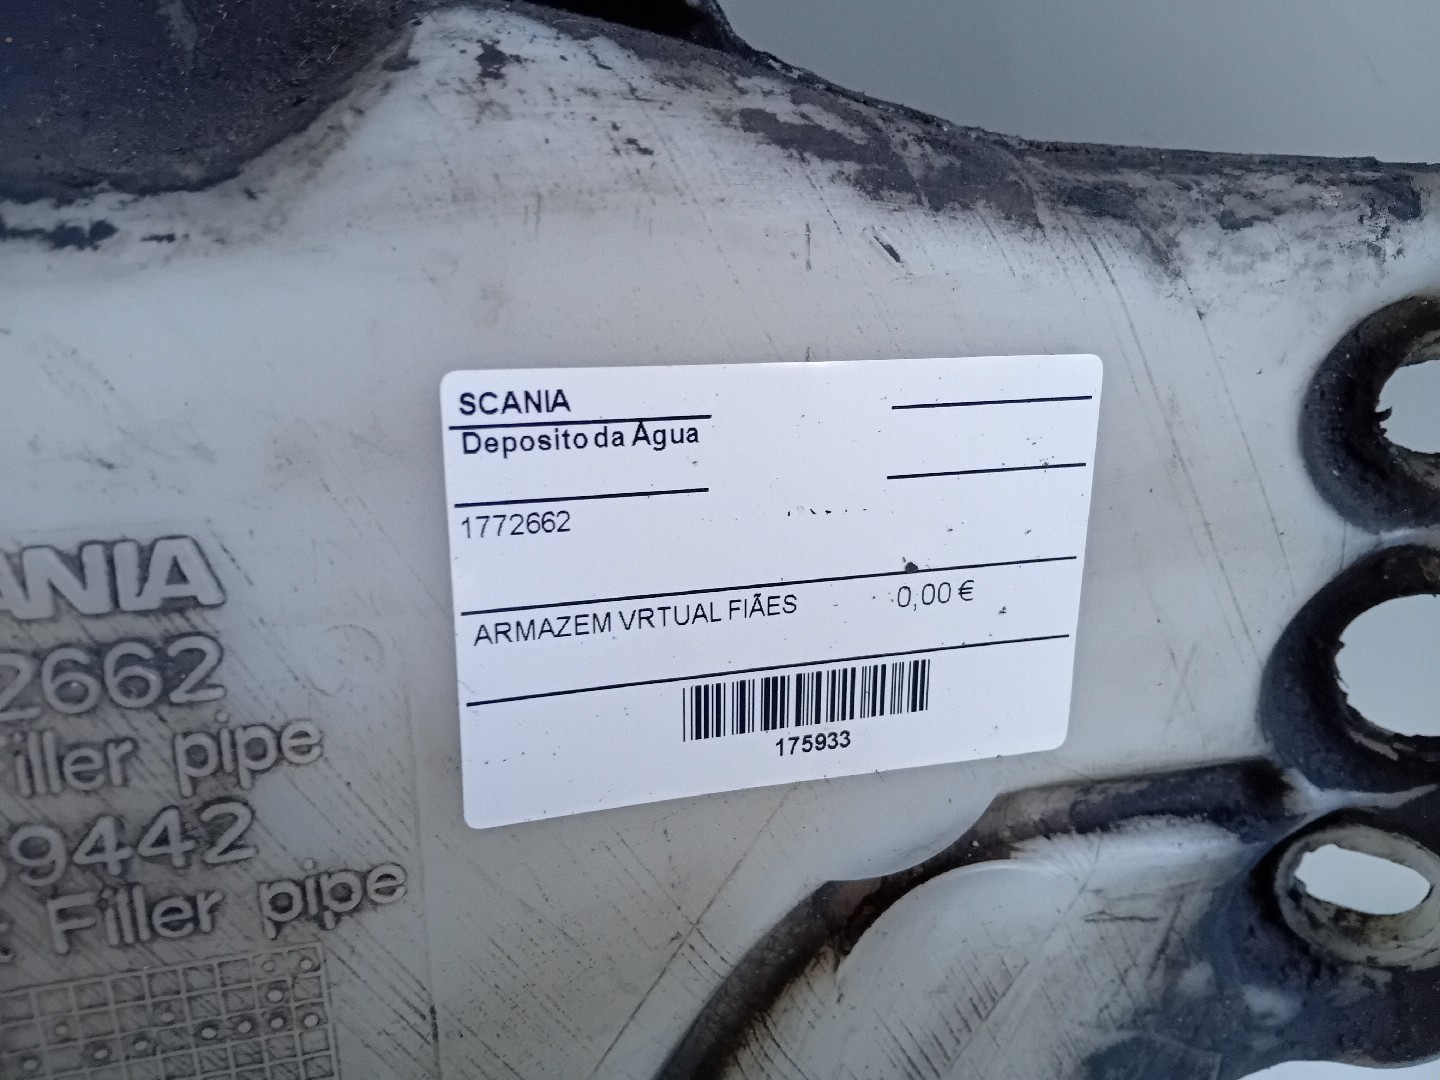 SCANIA
Deposito da Água
1772662
ARMAZEM VRTUAL FIÃES 0,00 €
175933
ANIA
2662
iller pipe
9442
Filler pipe